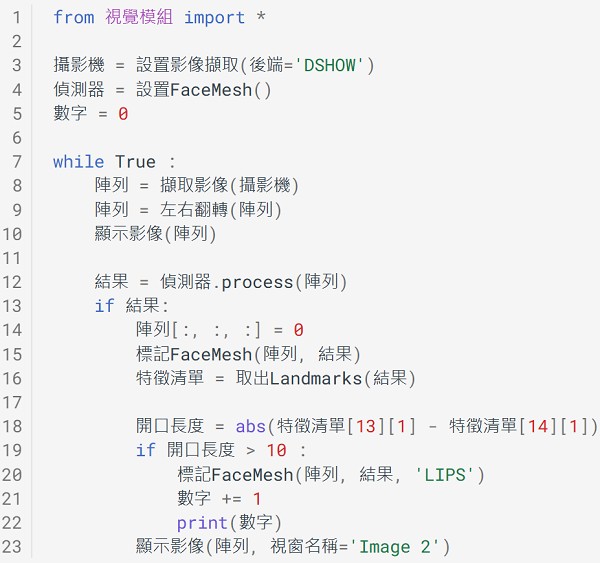 1 from 視覺模組 import *
2
3 攝影機 = 設置影像擷取(後端='DSHOW')
4 偵測器 = 設置FaceMesh()
5 數字 = 0
6
7 while True :
8     陣列 = 擷取影像(攝影機)
9     陣列 = 左右翻轉(陣列)
10     顯示影像(陣列)
11
12     結果 = 偵測器.process(陣列)
13     if 結果:
14         陣列[:, :, :] = 0
15         標記FaceMesh(陣列, 結果)
16         特徵清單 = 取出Landmarks(結果)
17
18         開口長度 = abs(特徵清單[13][1] - 特徵清單[14][1])
19         if 開口長度 > 10 :
20             標記FaceMesh(陣列, 結果, 'LIPS')
21             數字 += 1
22             print(數字)
23         顯示影像(陣列, 視窗名稱='Image 2')